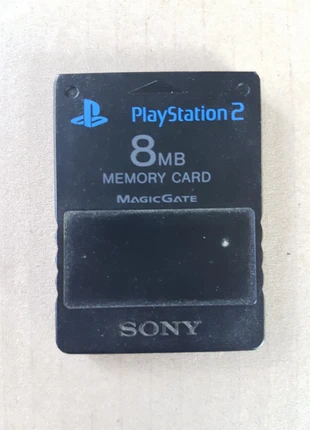 PlayStation 2
8MB
MEMORY CARD
MAGICGATE
SONY